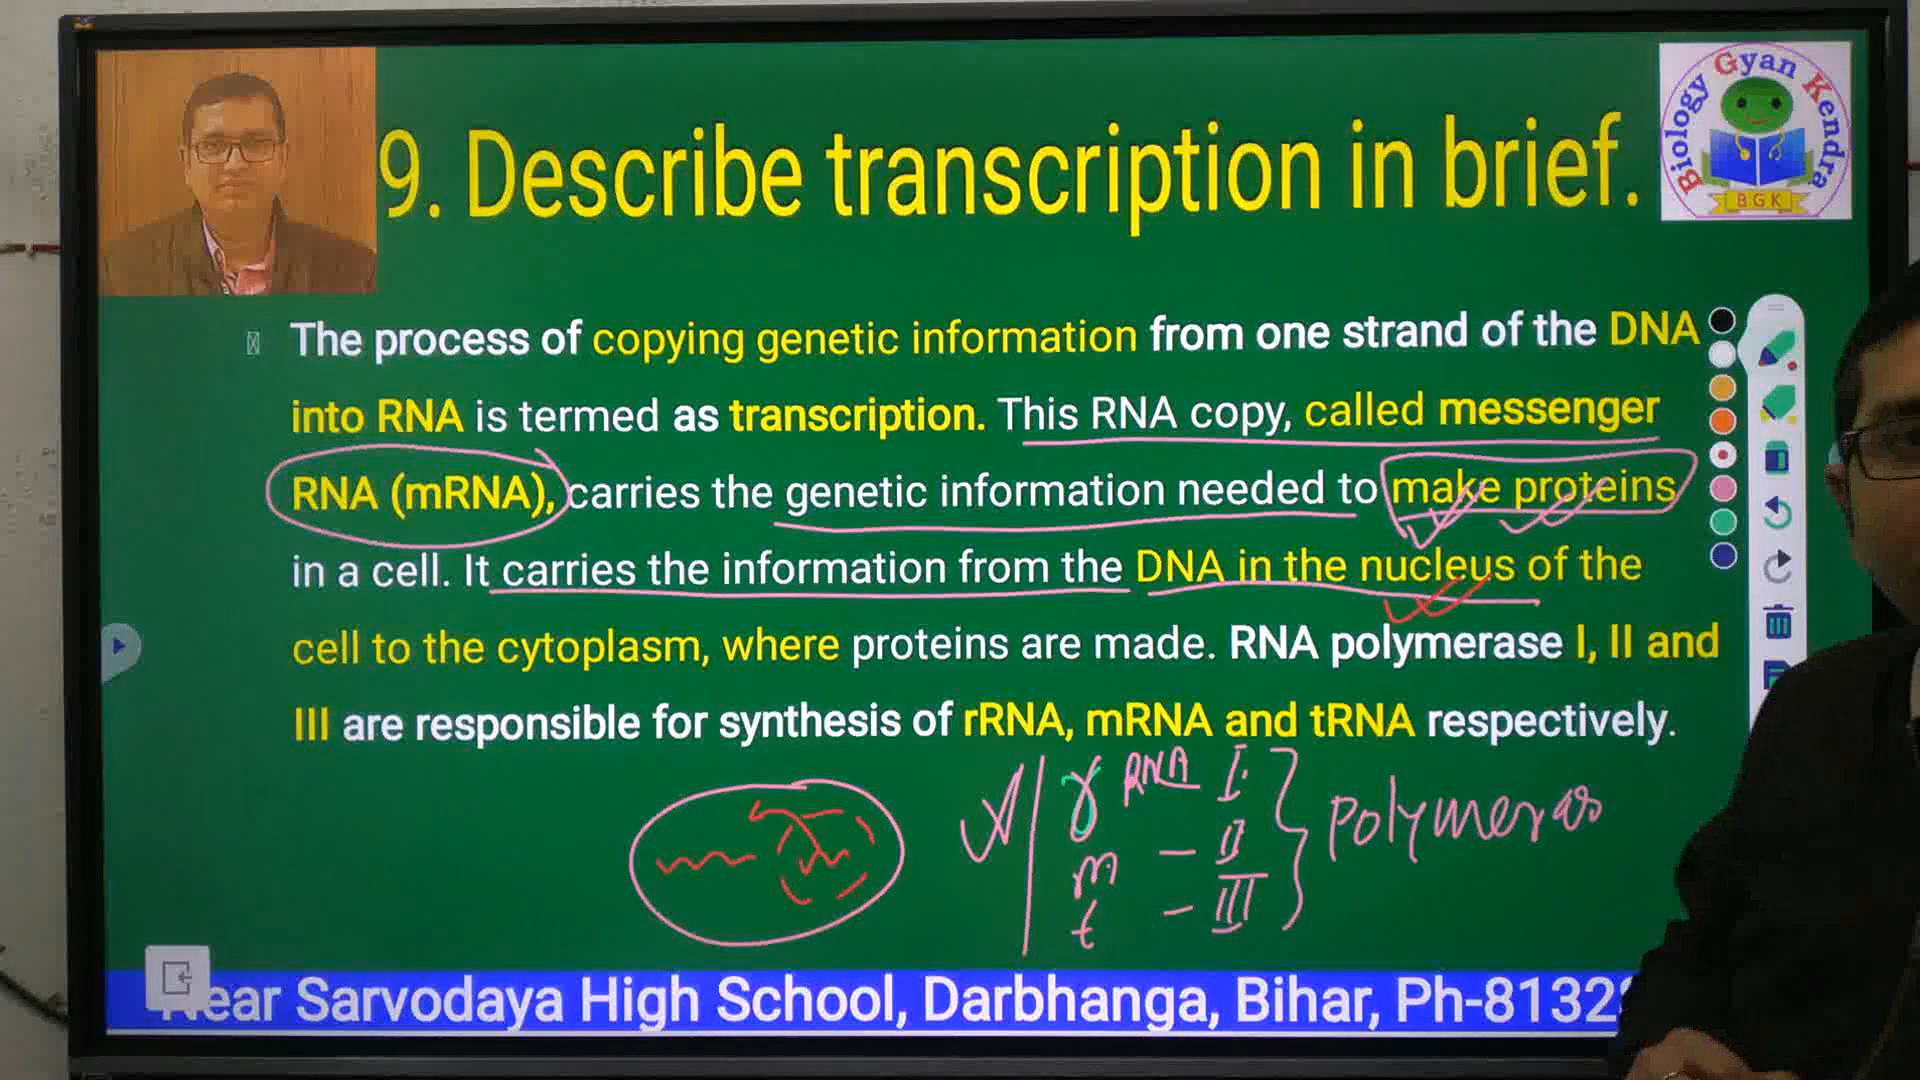 9. Describe transcription in brief.
Biology Gyan Kendra
BGK
The process of copying genetic information from one strand of the DNA
into RNA is termed as transcription. This RNA copy, called messenger
RNA (mRNA), carries the genetic information needed to make proteins
in a cell. It carries the information from the DNA in the nucleus of the
cell to the cytoplasm, where proteins are made. RNA polymerase I, II and
III are responsible for synthesis of rRNA, mRNA and tRNA respectively.
r RNA I
m – II
t – III
Near Sarvodaya High School, Darbhanga, Bihar, Ph-8132